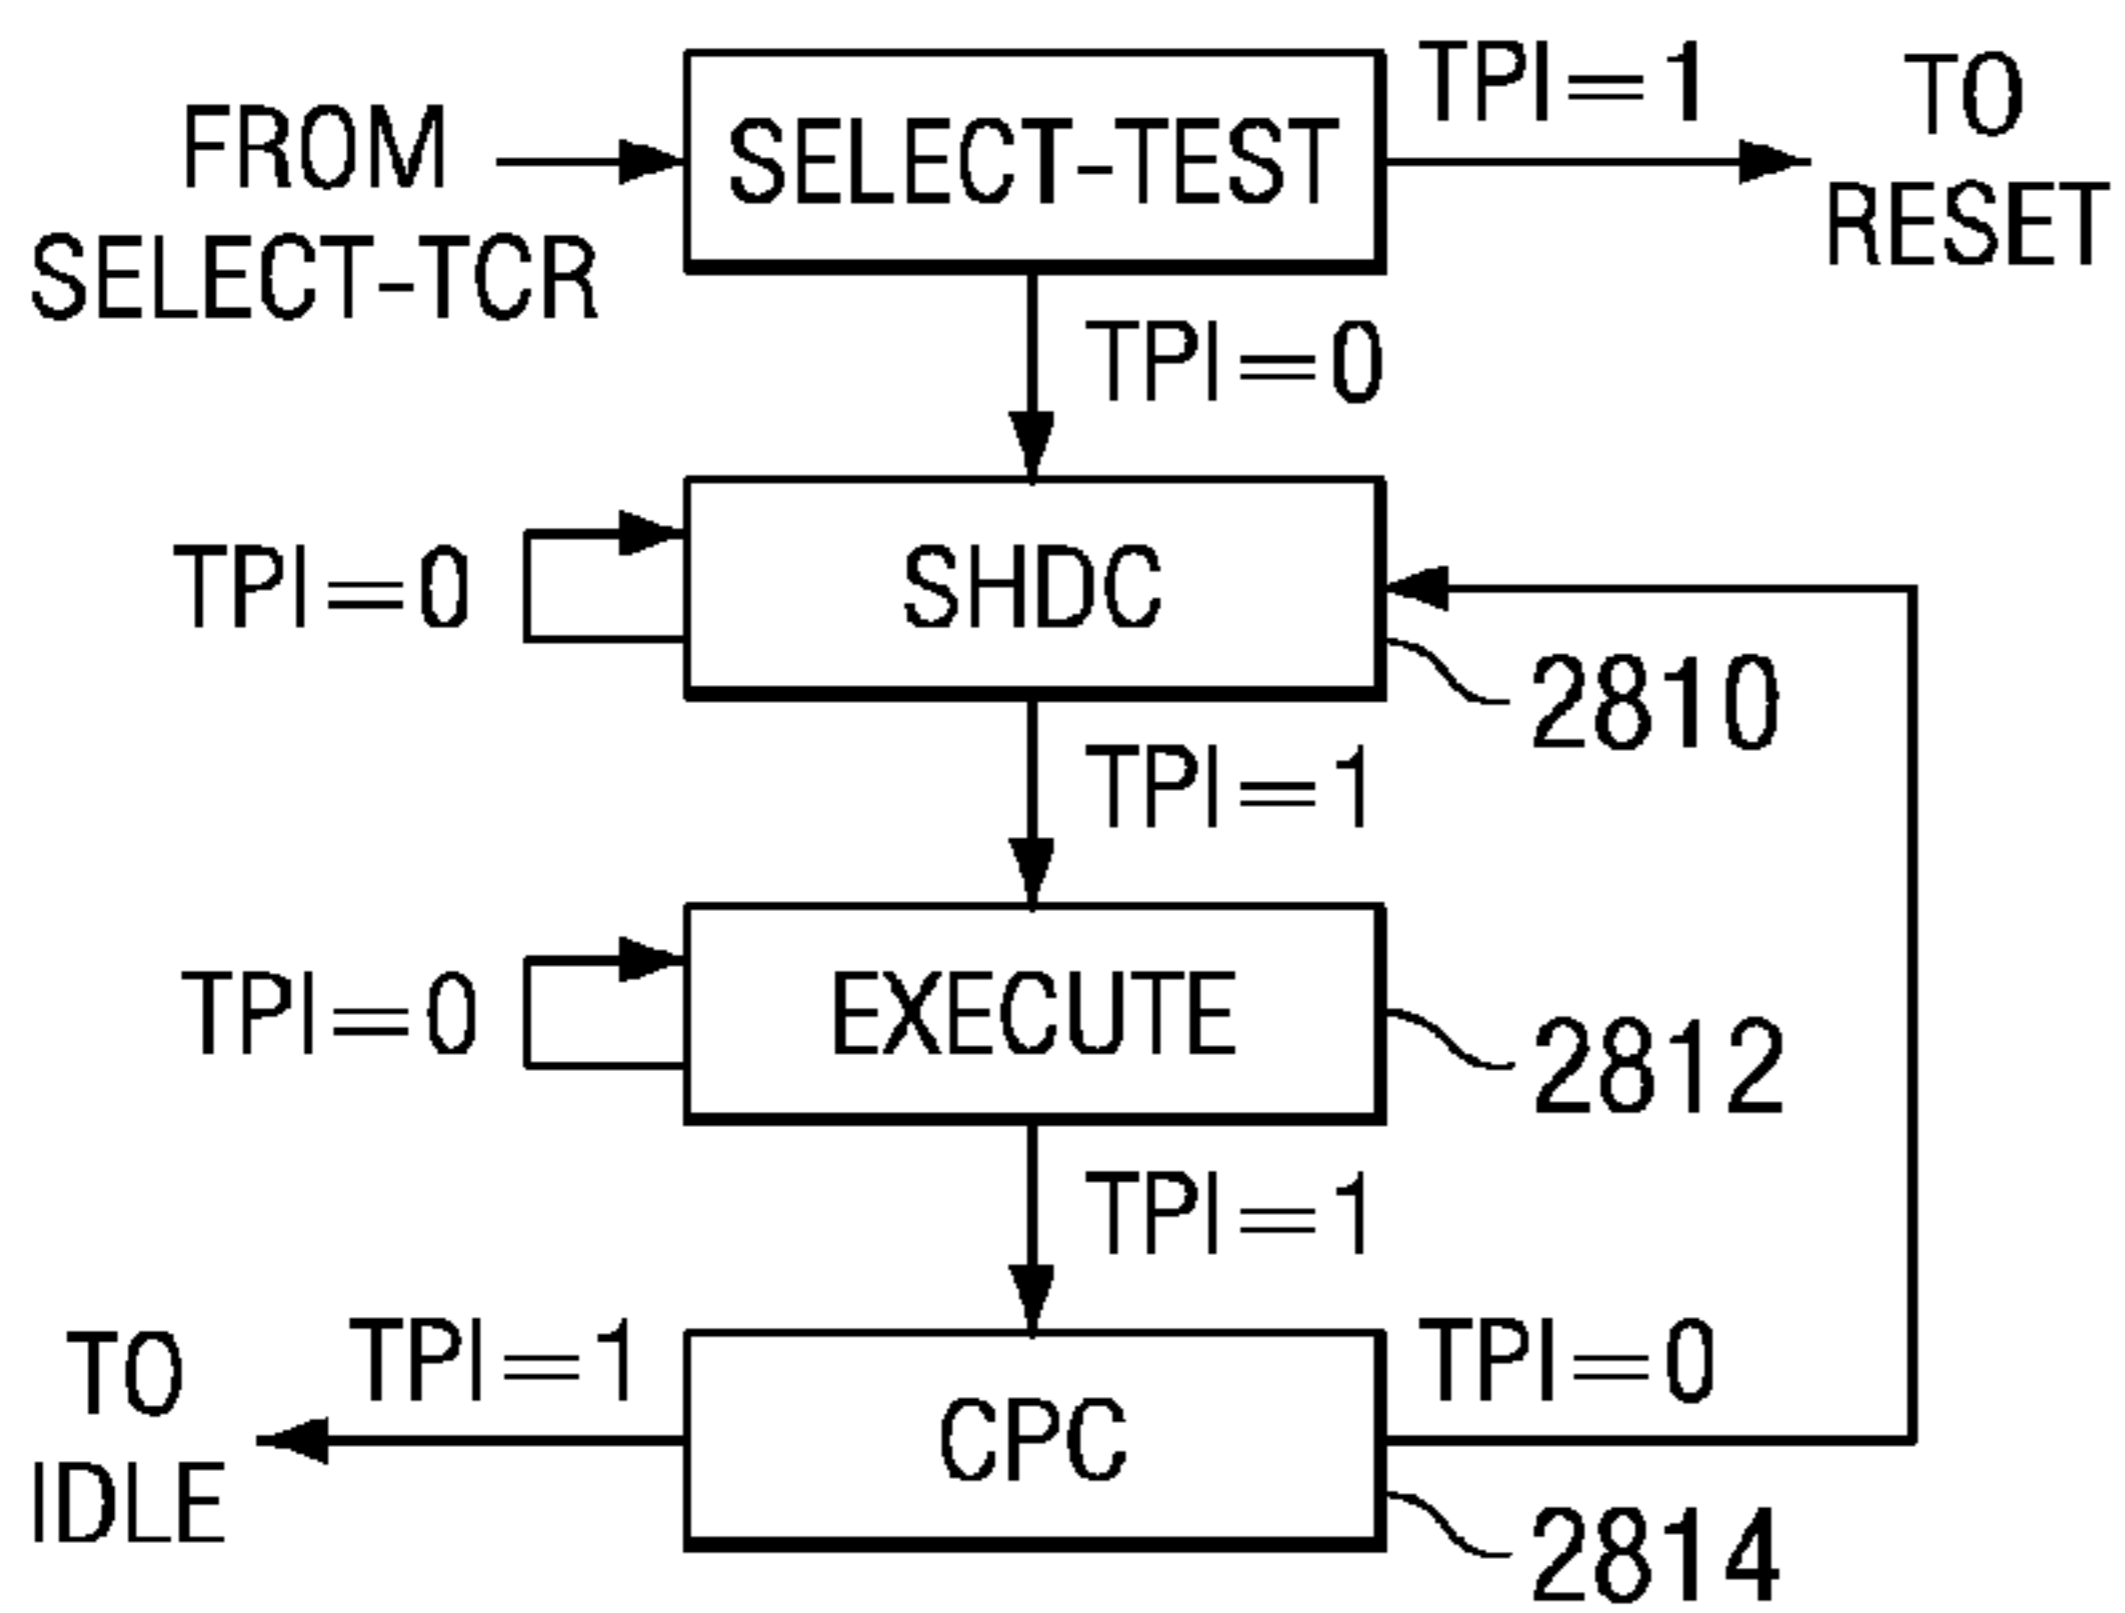 FROM
SELECT-TCR
SELECT-TEST
TPI=1
TO
RESET
TPI=0
TPI=0
SHDC
2810
TPI=1
TPI=0
EXECUTE
2812
TPI=1
TO
IDLE
TPI=1
CPC
TPI=0
2814